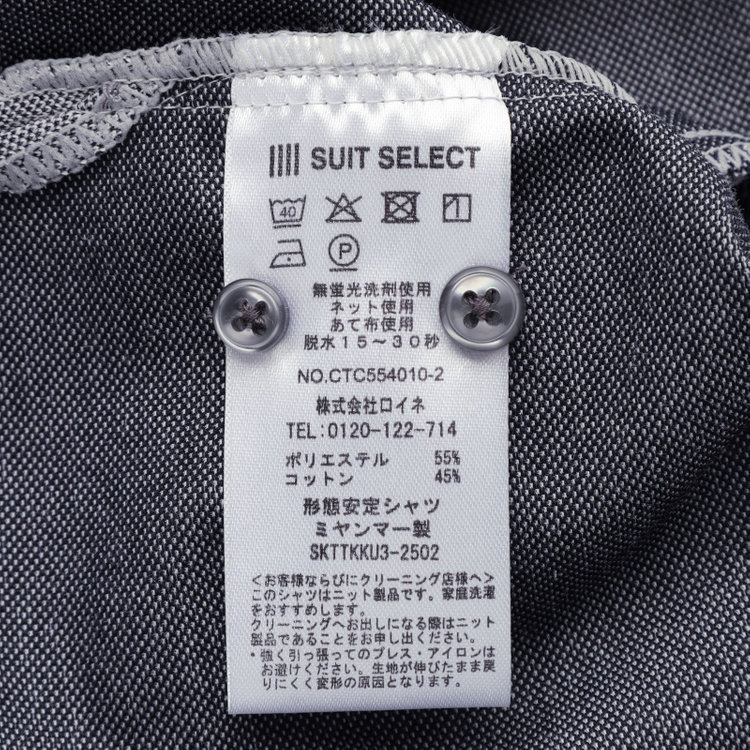 SUIT SELECT
40
P
無蛍光洗剤使用
ネット使用
あて布使用
脱水15～30秒
NO.CTC554010-2
株式会社ロイネ
TEL:0120-122-714
ポリエステル 55%
コットン 45%
形態安定シャツ
ミャンマー製
SKTTKKU3-2502
＜お客様ならびにクリーニング店様へ＞
このシャツはニット製品です。家庭洗濯
をおすすめします。
クリーニングへお出しになる際はニット
製品であることをお申し出ください。
・強く引っ張ってのプレス・アイロンは
お避けください。生地が伸びたまま戻
りにくく変形の原因となります。